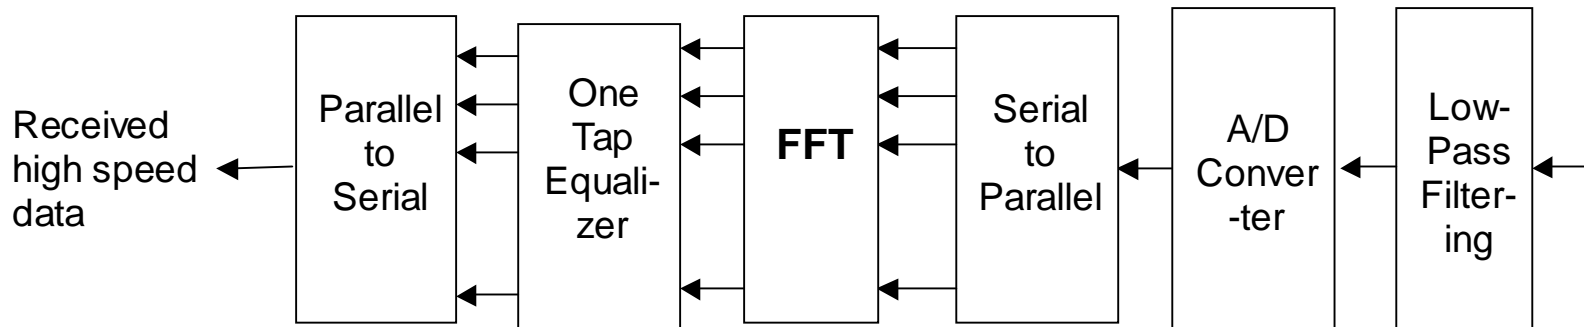 Received
high speed
data
Parallel
to
Serial
One
Tap
Equali-
zer
FFT
Serial
to
Parallel
A/D
Conver
-ter
Low-
Pass
Filter-
ing